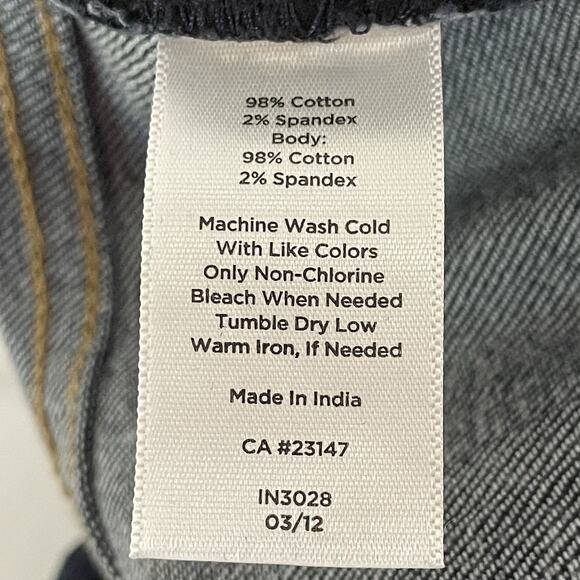 98% Cotton
2% Spandex
Body:
98% Cotton
2% Spandex
Machine Wash Cold
With Like Colors
Only Non-Chlorine
Bleach When Needed
Tumble Dry Low
Warm Iron, If Needed
Made In India
CA #23147
IN3028
03/12